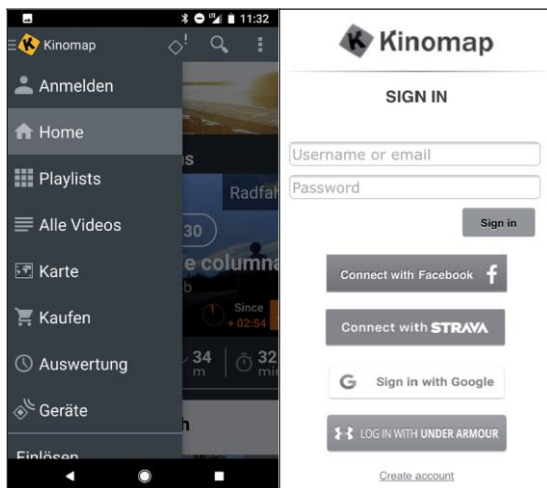 11:32
Kinomap
Anmelden
Home
Playlists
Alle Videos
Karte
Kaufen
Auswertung
Geräte
Einlösen
ns
Radfah
30
e columna
b
Since
+ 02:54
34
m
32
min
h
Kinomap
SIGN IN
Username or email
Password
Sign in
Connect with Facebook f
Connect with STRAVA
G Sign in with Google
LOG IN WITH UNDER ARMOUR
Create account